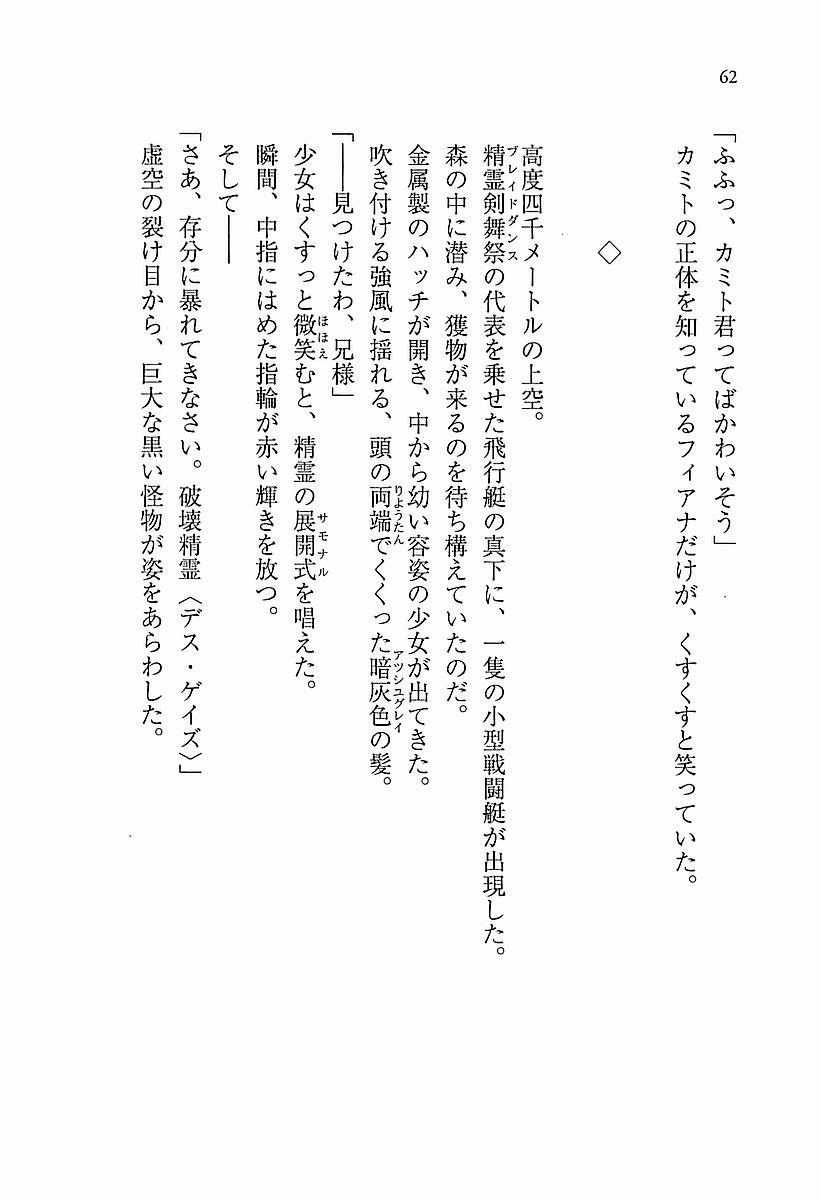 62
「ふふっ、カミト君ってばかわいそう」
カミトの正体を知っているフィアナだけが、くすくすと笑っていた。
◇
高度四千メートルの上空。
精霊剣舞祭の代表を乗せた飛行艇の真下に、一隻の小型戦闘艇が出現した。
ブレイドダンス
森の中に潜み、獲物が来るのを待ち構えていたのだ。
金属製のハッチが開き、中から幼い容姿の少女が出てきた。
吹き付ける強風に揺れる、頭の両端でくくった暗灰色の髪。
りょうたん
アッシュグレイ
「――見つけたわ、兄様」
少女はくすっと微笑むと、精霊の展開式を唱えた。
ほほえ
サモナル
瞬間、中指にはめた指輪が赤い輝きを放つ。
そして――
「さあ、存分に暴れてきなさい。破壊精霊〈デス・ゲイズ〉」
虚空の裂け目から、巨大な黒い怪物が姿をあらわした。